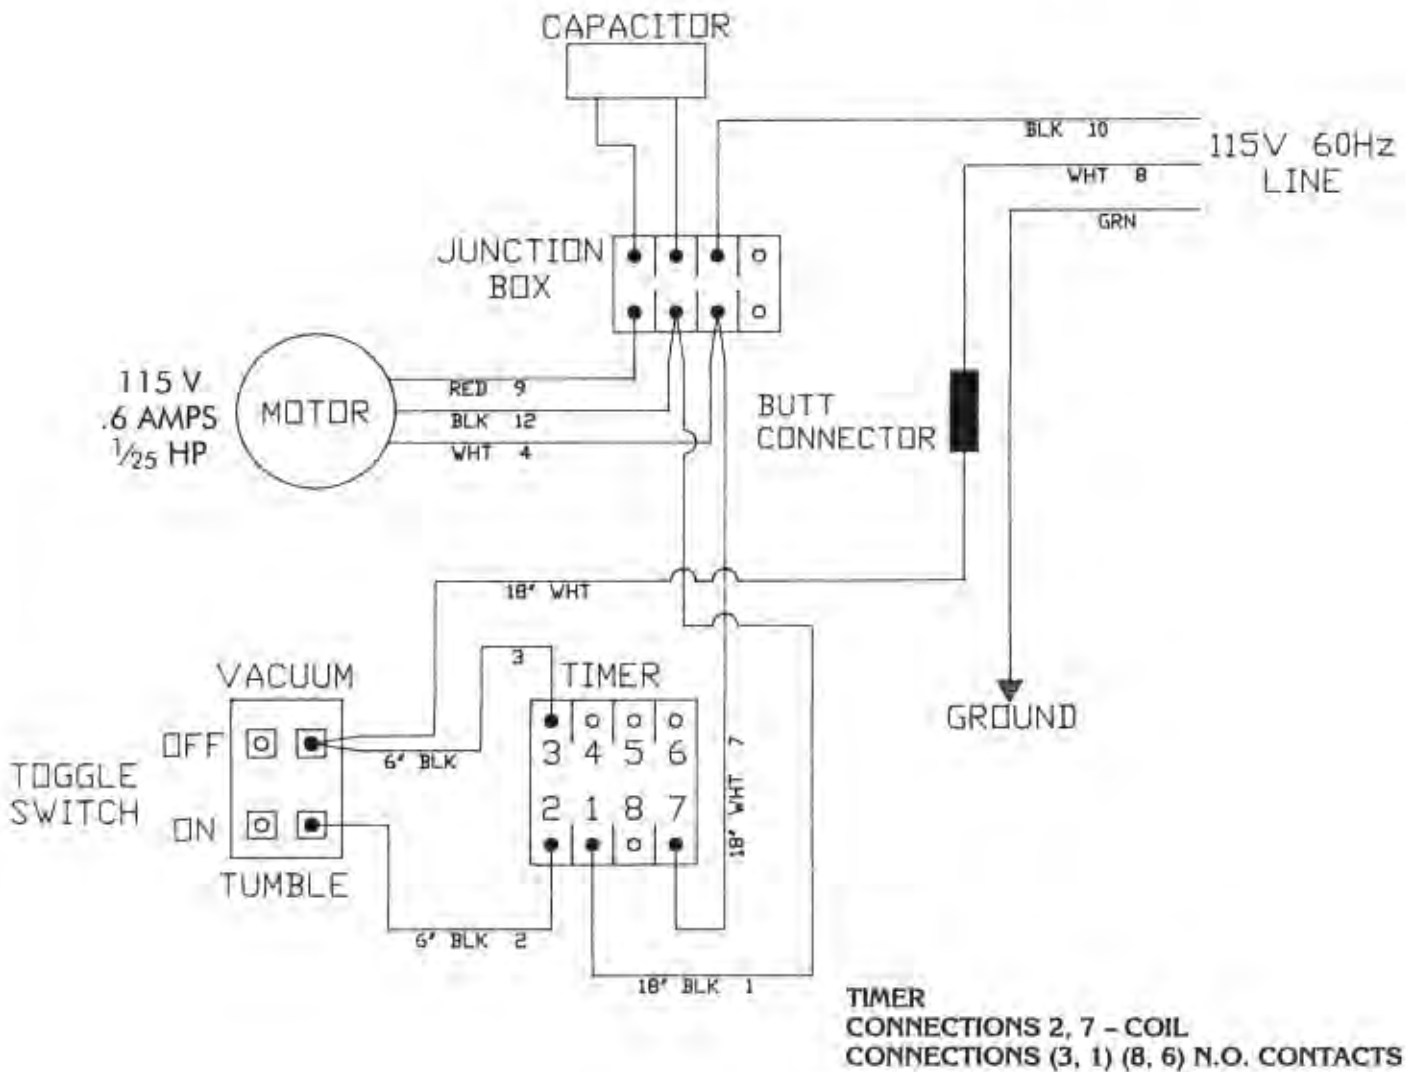 CAPACITOR
BLK 10
115V 60Hz
LINE
WHT 8
GRN
JUNCTION
BOX
115 V
.6 AMPS
1/25 HP
MOTOR
RED 9
BLK 12
WHT 4
BUTT
CONNECTOR
18" WHT
3
VACUUM
TIMER
GROUND
OFF
6" BLK
3 4 5 6
TOGGLE
SWITCH
ON
2 1 8 7
18" WHT 7
TUMBLE
6" BLK 2
18" BLK 1
TIMER
CONNECTIONS 2, 7 – COIL
CONNECTIONS (3, 1) (8, 6) N.O. CONTACTS